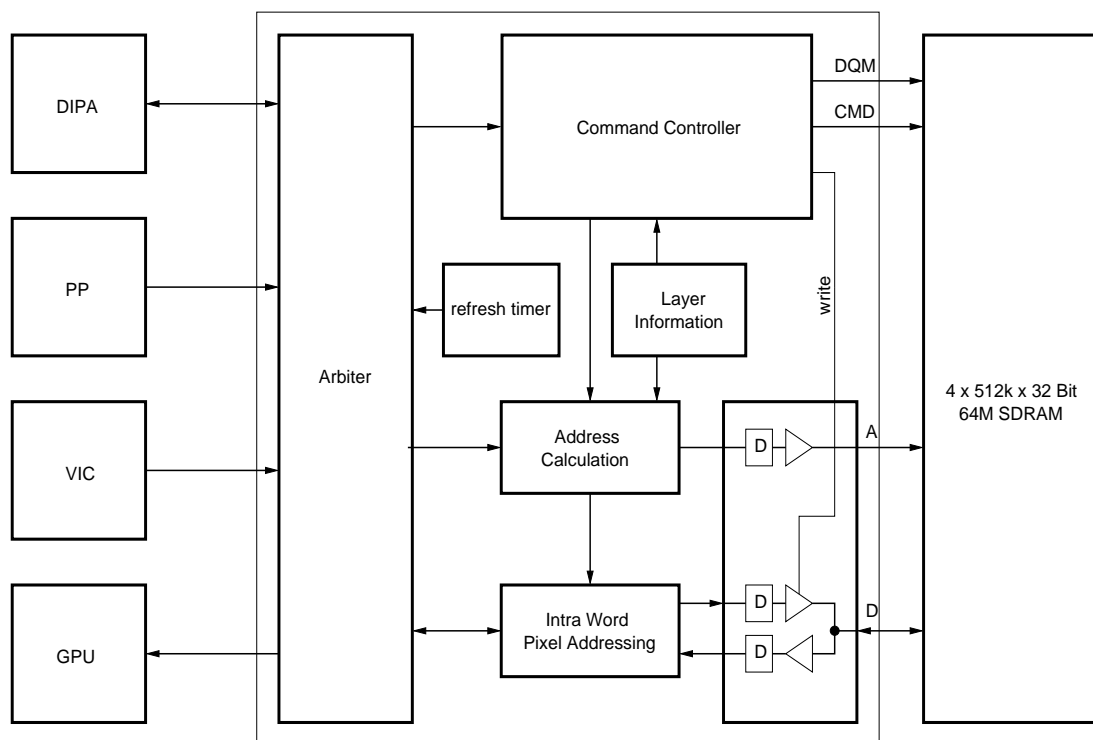 DIPA
PP
VIC
GPU
Arbiter
refresh timer
Command Controller
Layer
Information
Address
Calculation
Intra Word
Pixel Addressing
DQM
CMD
write
D
A
D
D
D
4 x 512k x 32 Bit
64M SDRAM